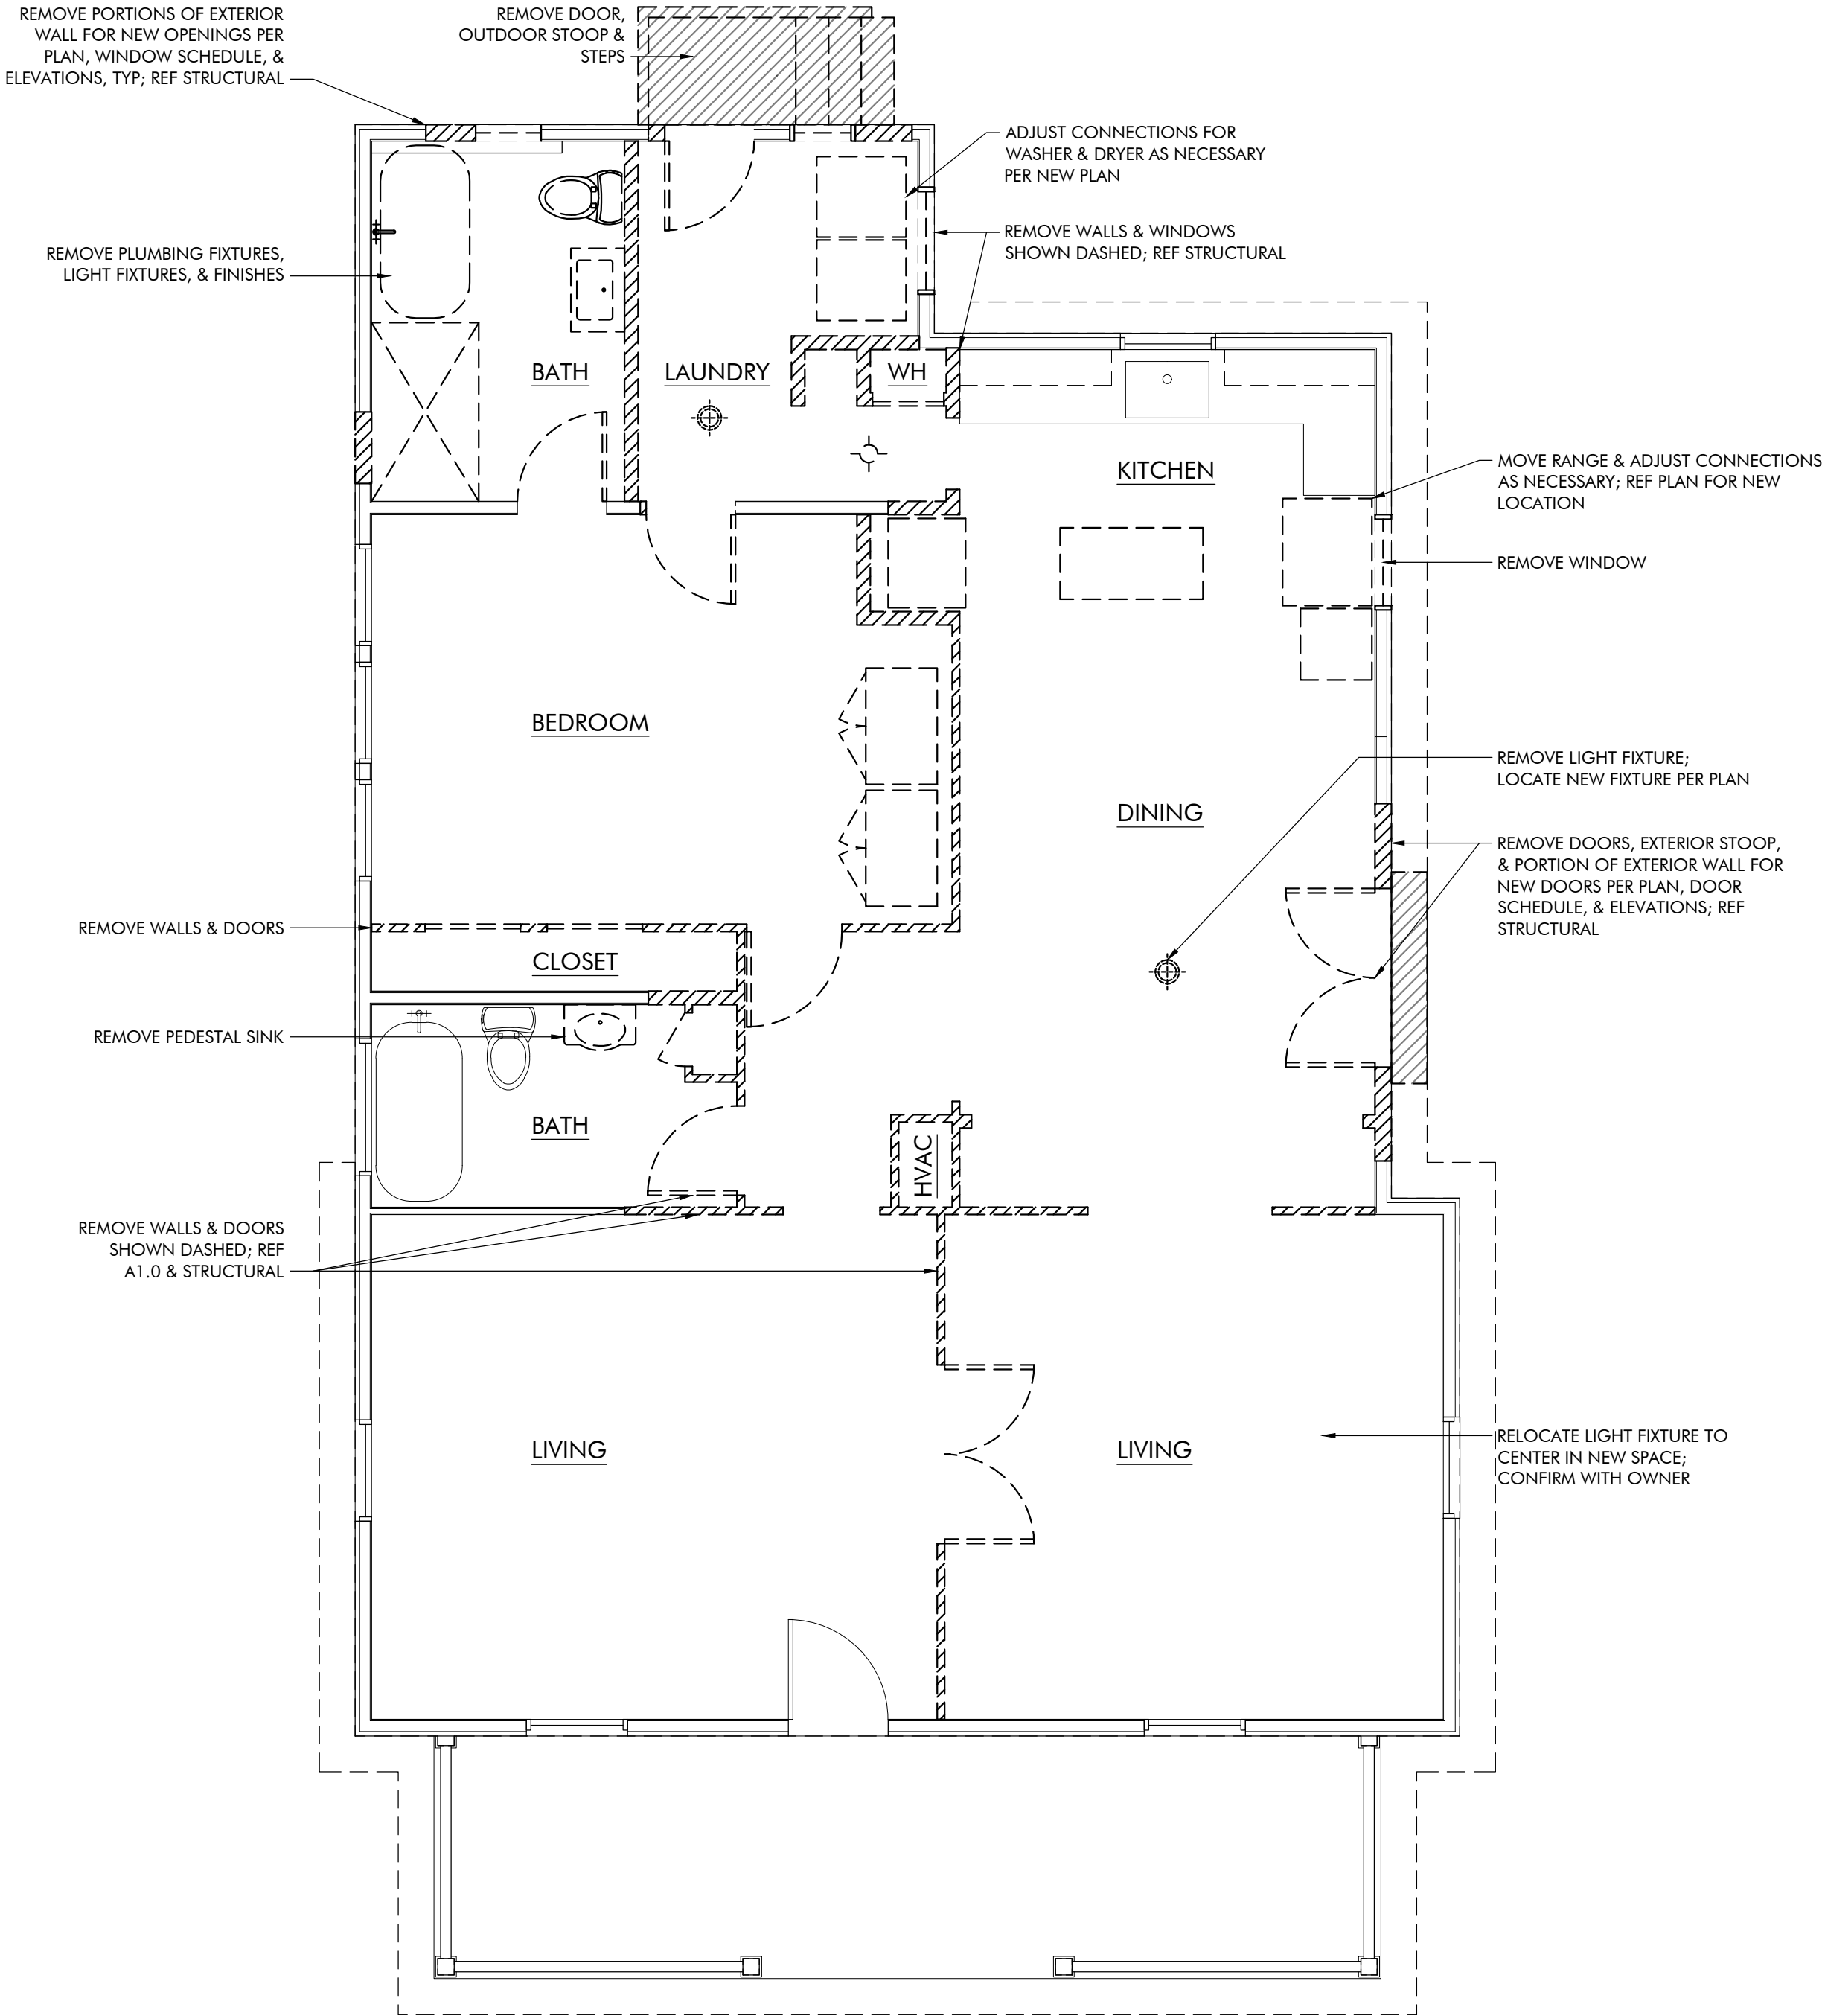 REMOVE PORTIONS OF EXTERIOR
WALL FOR NEW OPENINGS PER
PLAN, WINDOW SCHEDULE, &
ELEVATIONS, TYP; REF STRUCTURAL
REMOVE DOOR,
OUTDOOR STOOP &
STEPS
ADJUST CONNECTIONS FOR
WASHER & DRYER AS NECESSARY
PER NEW PLAN
REMOVE WALLS & WINDOWS
SHOWN DASHED; REF STRUCTURAL
REMOVE PLUMBING FIXTURES,
LIGHT FIXTURES, & FINISHES
BATH
LAUNDRY
WH
KITCHEN
MOVE RANGE & ADJUST CONNECTIONS
AS NECESSARY; REF PLAN FOR NEW
LOCATION
REMOVE WINDOW
BEDROOM
REMOVE LIGHT FIXTURE;
LOCATE NEW FIXTURE PER PLAN
DINING
REMOVE DOORS, EXTERIOR STOOP,
& PORTION OF EXTERIOR WALL FOR
NEW DOORS PER PLAN, DOOR
SCHEDULE, & ELEVATIONS; REF
STRUCTURAL
REMOVE WALLS & DOORS
CLOSET
REMOVE PEDESTAL SINK
BATH
HVAC
REMOVE WALLS & DOORS
SHOWN DASHED; REF
A1.0 & STRUCTURAL
LIVING
LIVING
RELOCATE LIGHT FIXTURE TO
CENTER IN NEW SPACE;
CONFIRM WITH OWNER